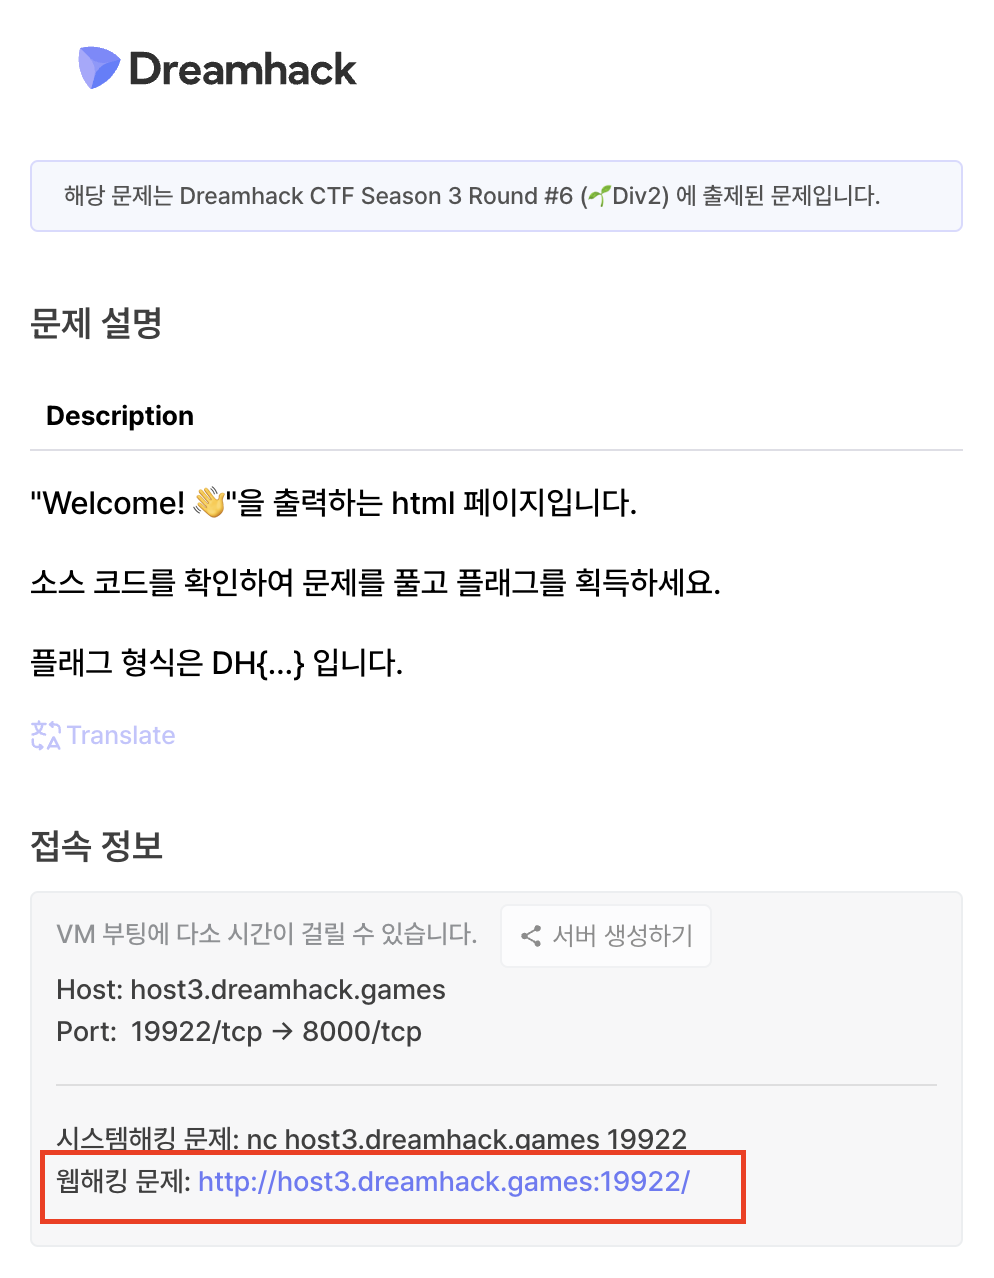 Dreamhack
해당 문제는 Dreamhack CTF Season 3 Round #6 (🌱Div2) 에 출제된 문제입니다.
문제 설명
Description
"Welcome! 👋"을 출력하는 html 페이지입니다.
소스 코드를 확인하여 문제를 풀고 플래그를 획득하세요.
플래그 형식은 DH{...} 입니다.
Translate
접속 정보
VM 부팅에 다소 시간이 걸릴 수 있습니다. 서버 생성하기
Host: host3.dreamhack.games
Port: 19922/tcp → 8000/tcp
시스템해킹 문제: nc host3.dreamhack.games 19922
웹해킹 문제: http://host3.dreamhack.games:19922/